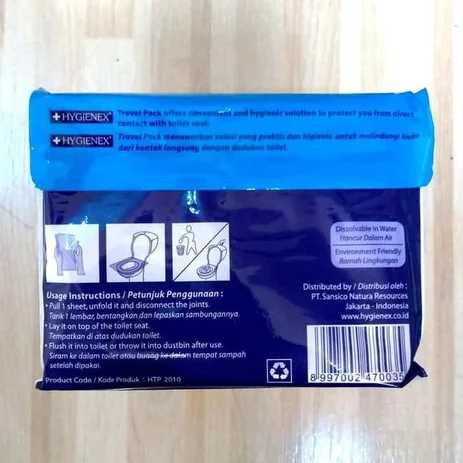 HYGIENEX Travel Pack offers convenient and hygienic solution to protect you from direct
contact with toilet seat.
HYGIENEX Travel Pack menawarkan solusi yang praktis dan higienis untuk melindungi
dari kontak langsung dengan dudukan toilet.
Dissolvable in Water
Hancur Dalam Air
Environment Friendly
Ramah Lingkungan
Usage Instructions / Petunjuk Penggunaan :
• Pull 1 sheet, unfold it and disconnect the joints.
Tarik 1 lembar, bentangkan dan lepaskan sambungannya.
• Lay it on top of the toilet seat.
Tempatkan di atas dudukan toilet.
• Flush it into toilet or throw it into dustbin after use.
Siram ke dalam toilet atau buang ke dalam tempat sampah
setelah dipakai.
Product Code / Kode Produk : HTP 2010
Distributed by / Distribusi oleh :
PT. Sansico Natura Resources
Jakarta - Indonesia
www.hygienex.co.id
8 997002 470035